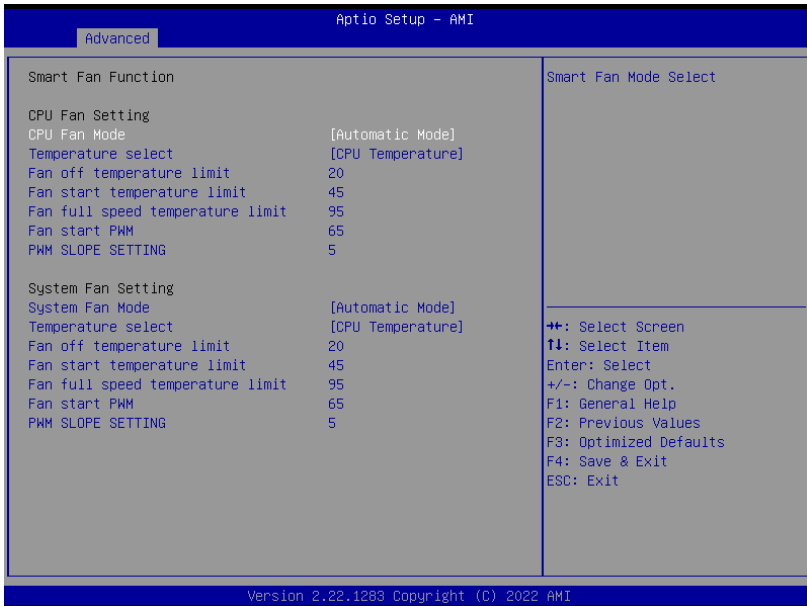 Aptio Setup – AMI
Advanced
Smart Fan Function
CPU Fan Setting
CPU Fan Mode [Automatic Mode]
Temperature select [CPU Temperature]
Fan off temperature limit 20
Fan start temperature limit 45
Fan full speed temperature limit 95
Fan start PWM 65
PWM SLOPE SETTING 5
System Fan Setting
System Fan Mode [Automatic Mode]
Temperature select [CPU Temperature]
Fan off temperature limit 20
Fan start temperature limit 45
Fan full speed temperature limit 95
Fan start PWM 65
PWM SLOPE SETTING 5
Smart Fan Mode Select
→←: Select Screen
↑↓: Select Item
Enter: Select
+/-: Change Opt.
F1: General Help
F2: Previous Values
F3: Optimized Defaults
F4: Save & Exit
ESC: Exit
Version 2.22.1283 Copyright (C) 2022 AMI